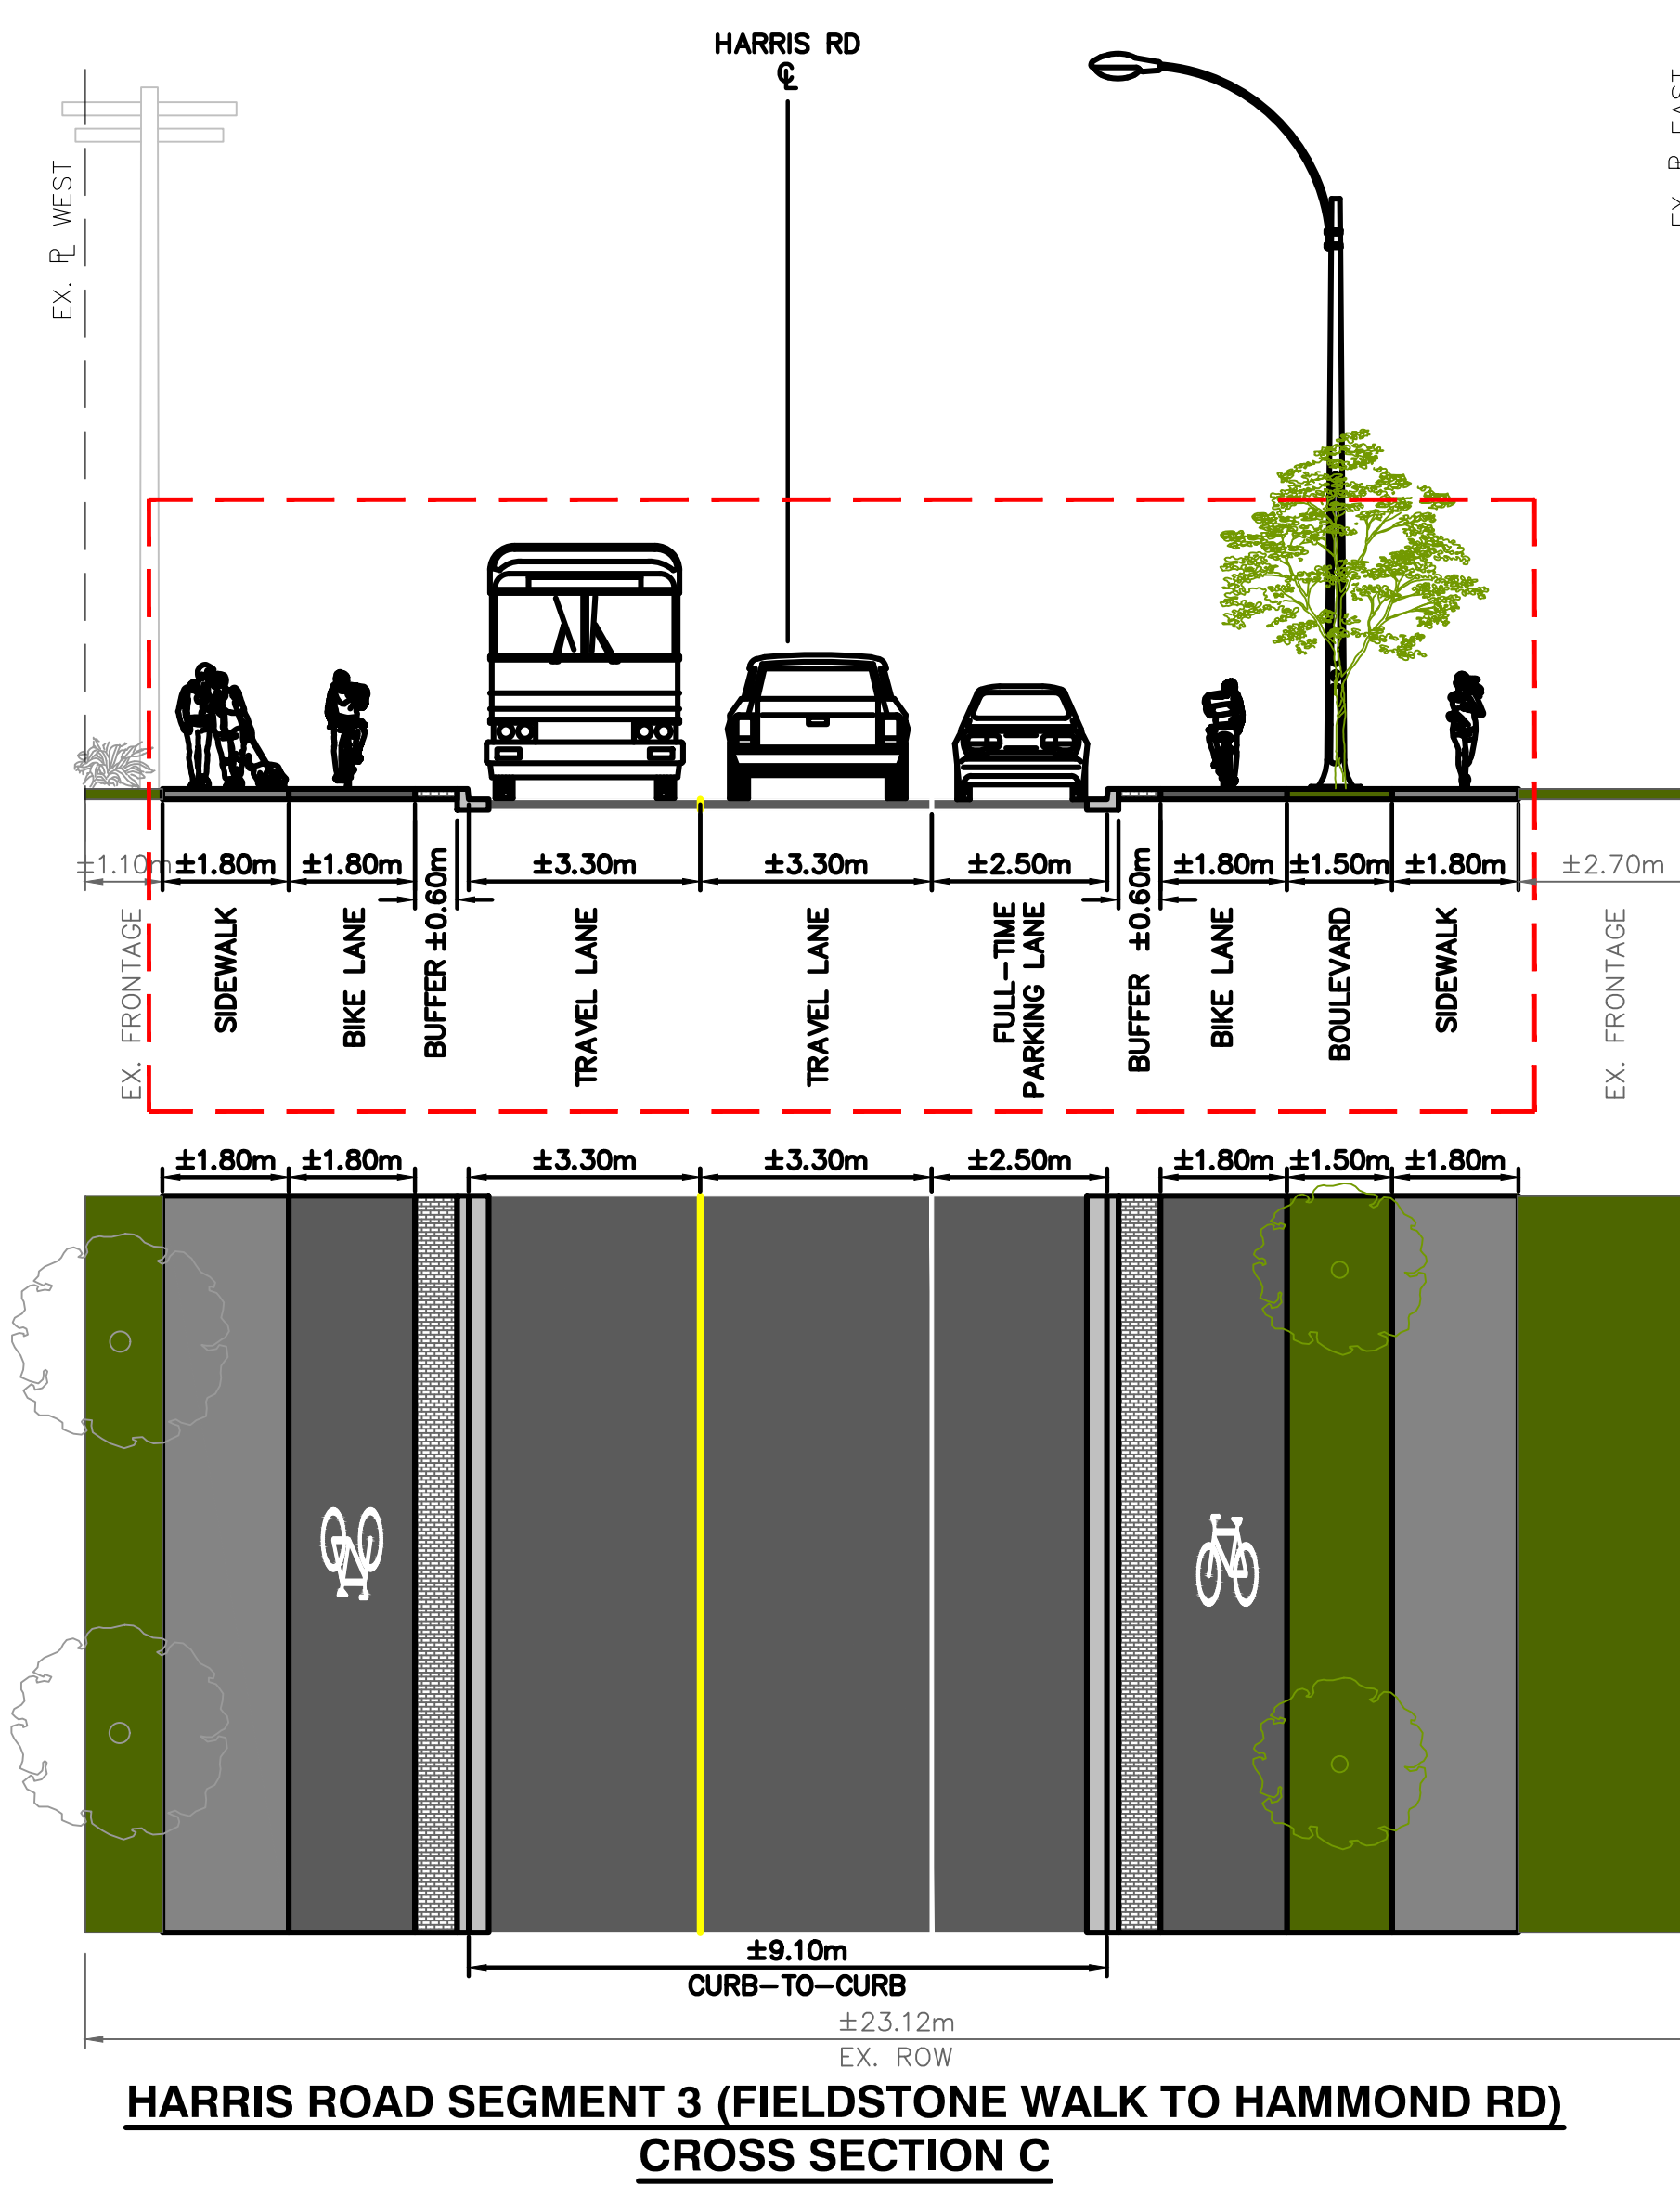 HARRIS RD
℄
EX. ⅊ WEST
EX. ⅊ EAST
±1.10m
±1.80m
±1.80m
BUFFER ±0.60m
±3.30m
±3.30m
±2.50m
BUFFER ±0.60m
±1.80m
±1.50m
±1.80m
±2.70m
EX. FRONTAGE
SIDEWALK
BIKE LANE
TRAVEL LANE
TRAVEL LANE
FULL-TIME
PARKING LANE
BIKE LANE
BOULEVARD
SIDEWALK
EX. FRONTAGE
±1.80m
±1.80m
±3.30m
±3.30m
±2.50m
±1.80m
±1.50m
±1.80m
±9.10m
CURB-TO-CURB
±23.12m
EX. ROW
HARRIS ROAD SEGMENT 3 (FIELDSTONE WALK TO HAMMOND RD)
CROSS SECTION C